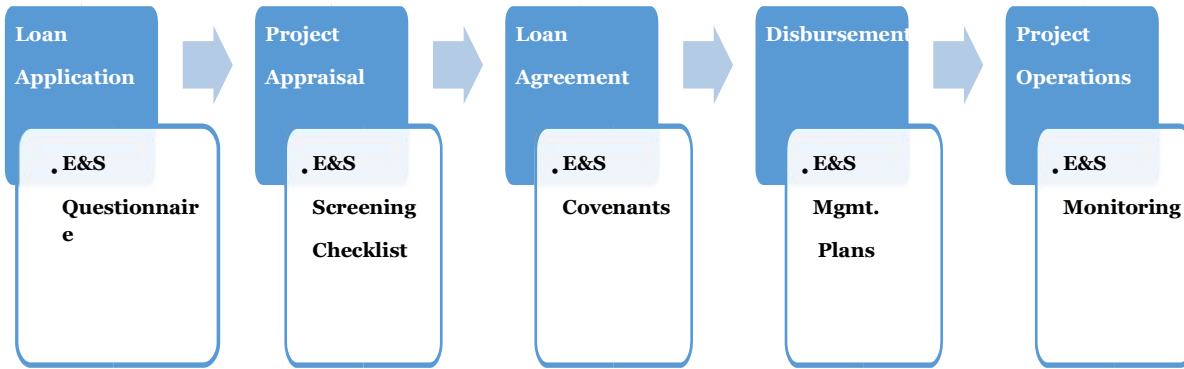 Loan
Application
. E&S
Questionnair
e
Project
Appraisal
. E&S
Screening
Checklist
Loan
Agreement
. E&S
Covenants
Disbursement
. E&S
Mgmt.
Plans
Project
Operations
. E&S
Monitoring